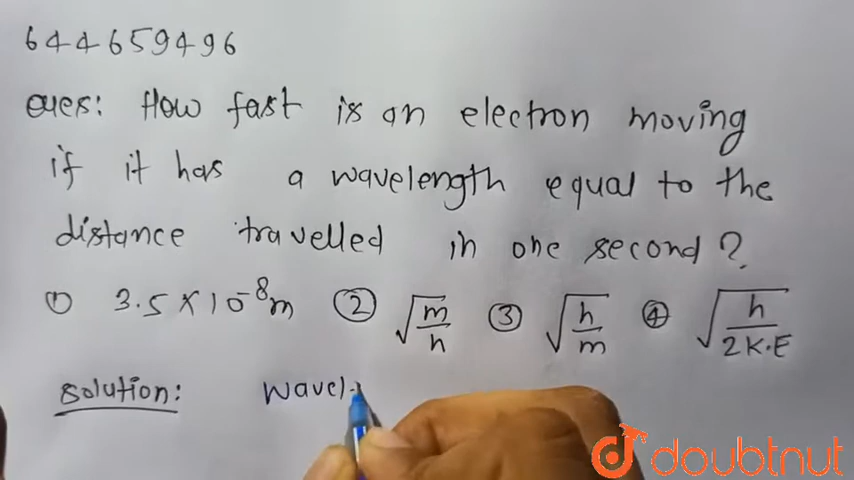 644659496
Ques: How fast is an electron moving
if it has a wavelength equal to the
distance travelled in one second?
① 3.5 × 10⁻⁸m ② √(m/h) ③ √(h/m) ④ √(h/2K.E)
Solution: Wavel
doubtnut